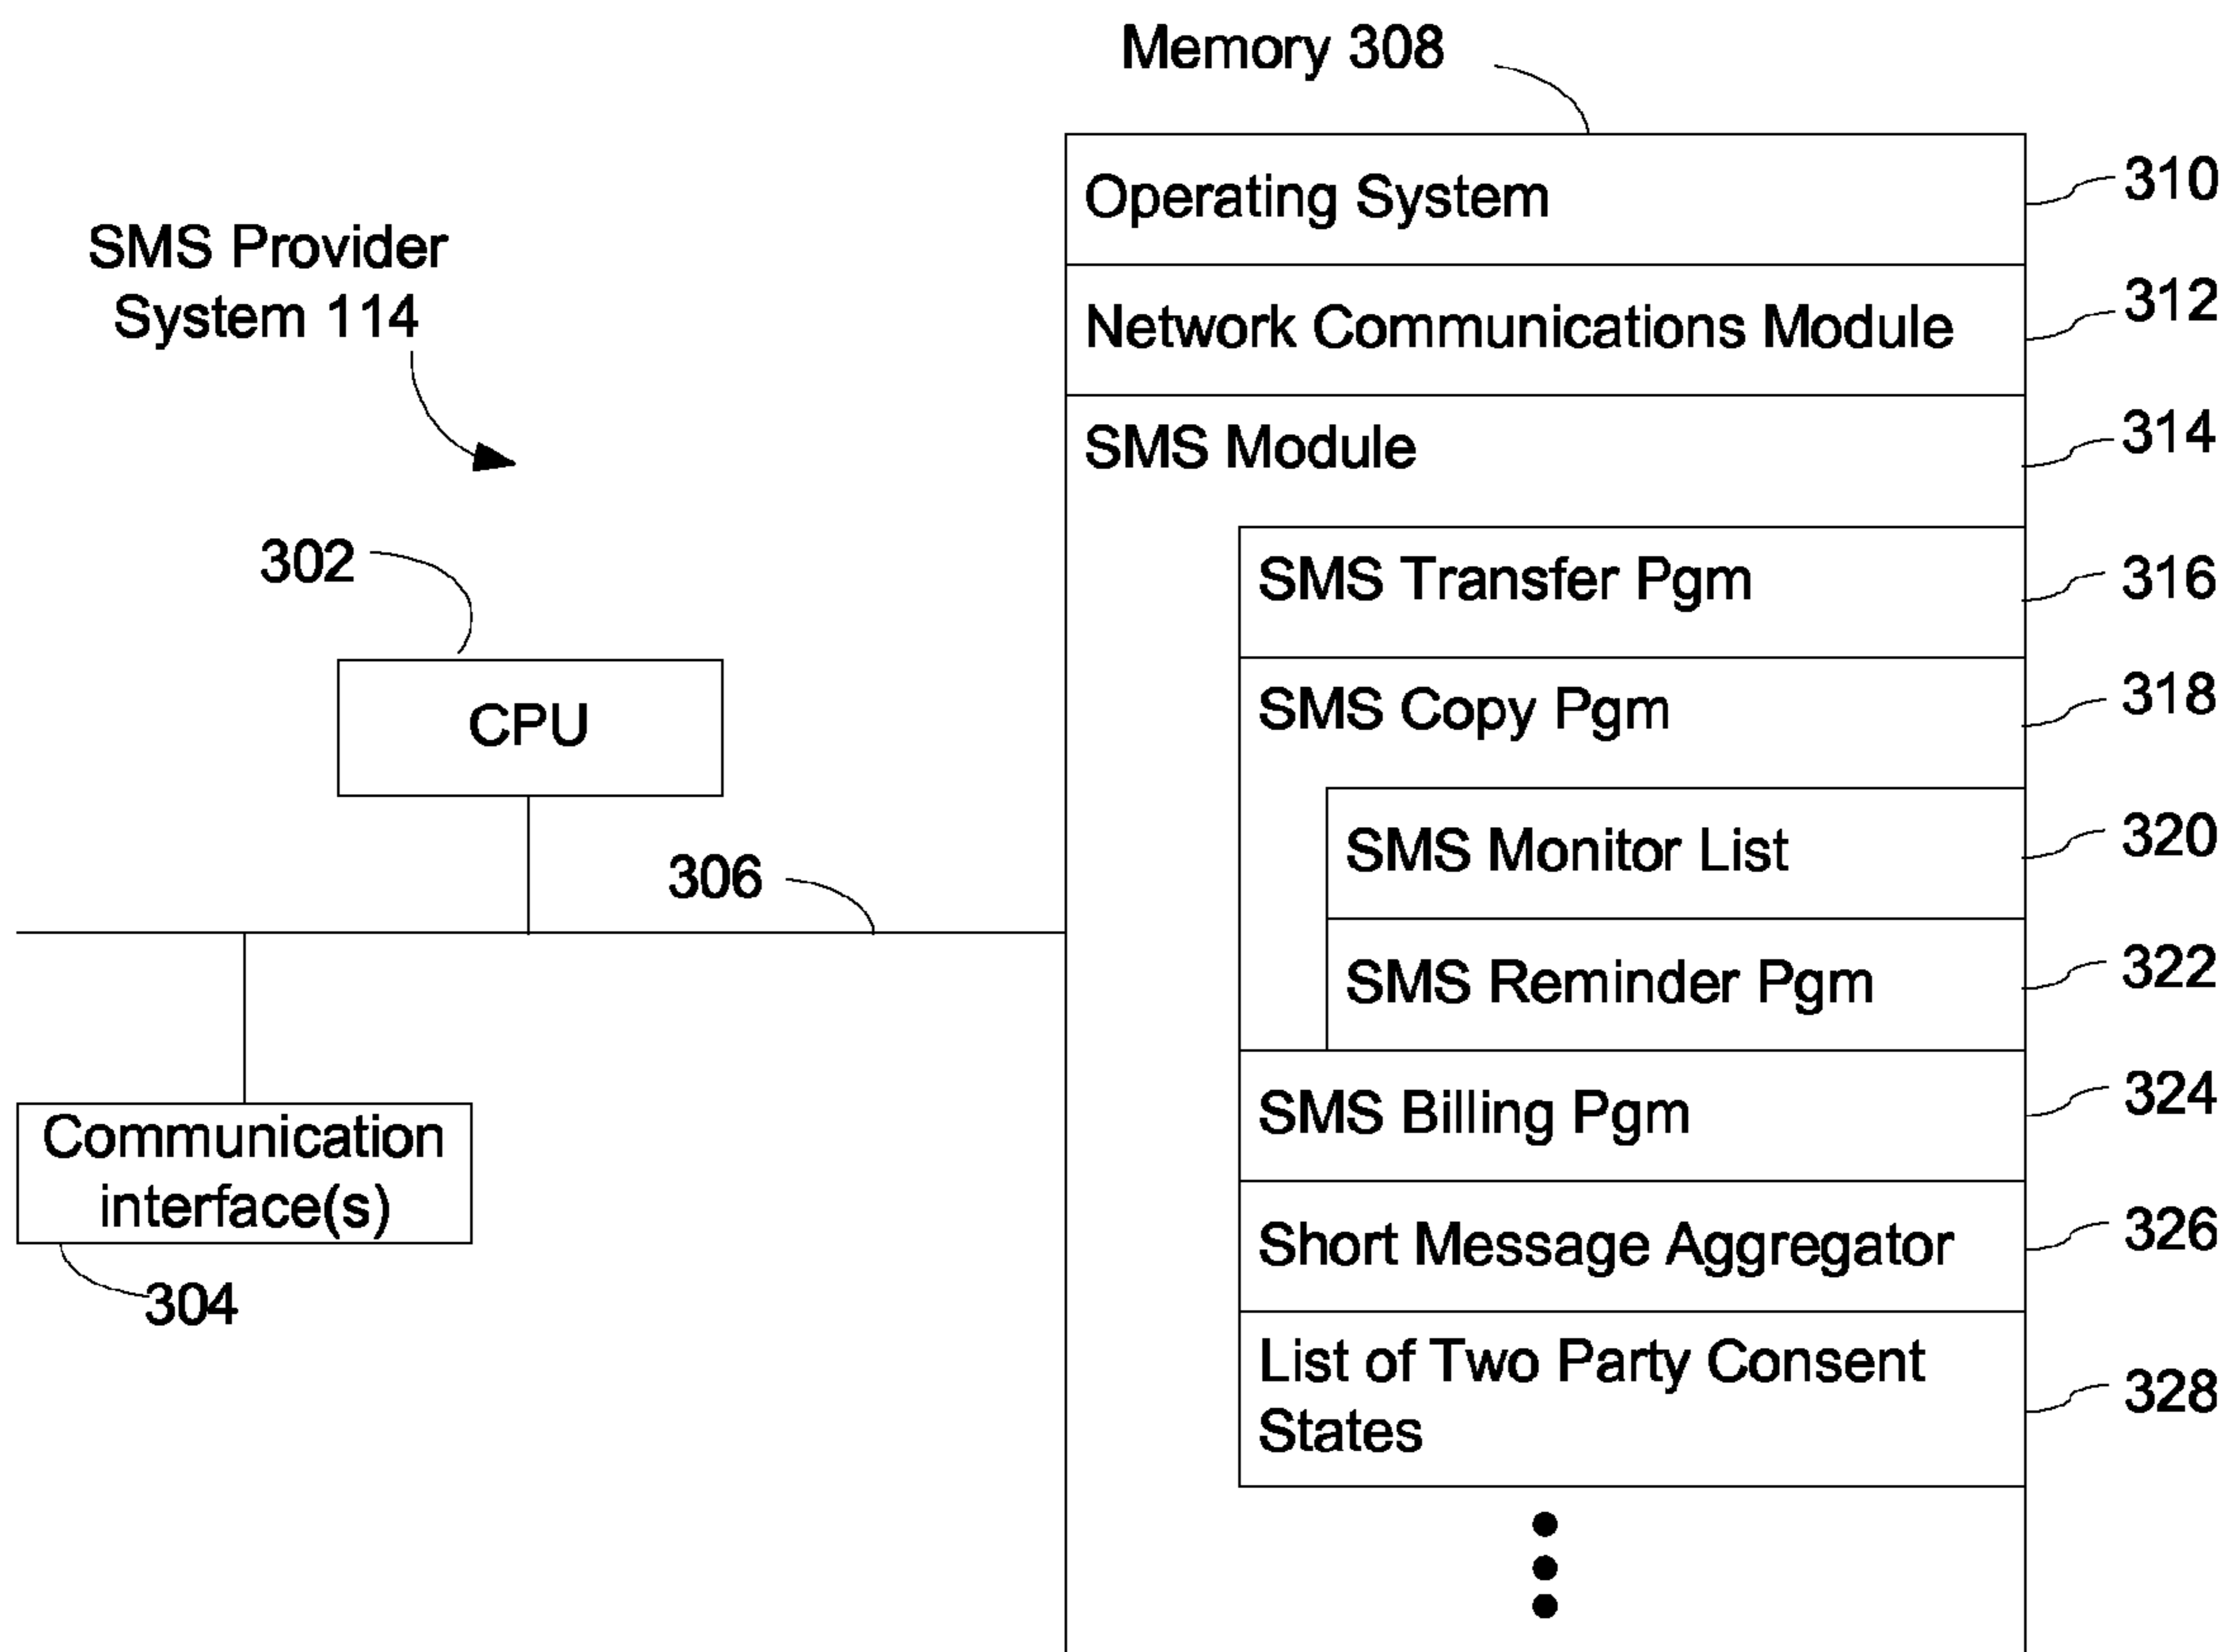 Memory 308
Operating System
310
Network Communications Module
312
SMS Provider
System 114
SMS Module
314
302
SMS Transfer Pgm
316
CPU
SMS Copy Pgm
318
306
SMS Monitor List
320
SMS Reminder Pgm
322
Communication
interface(s)
304
SMS Billing Pgm
324
Short Message Aggregator
326
List of Two Party Consent
States
328